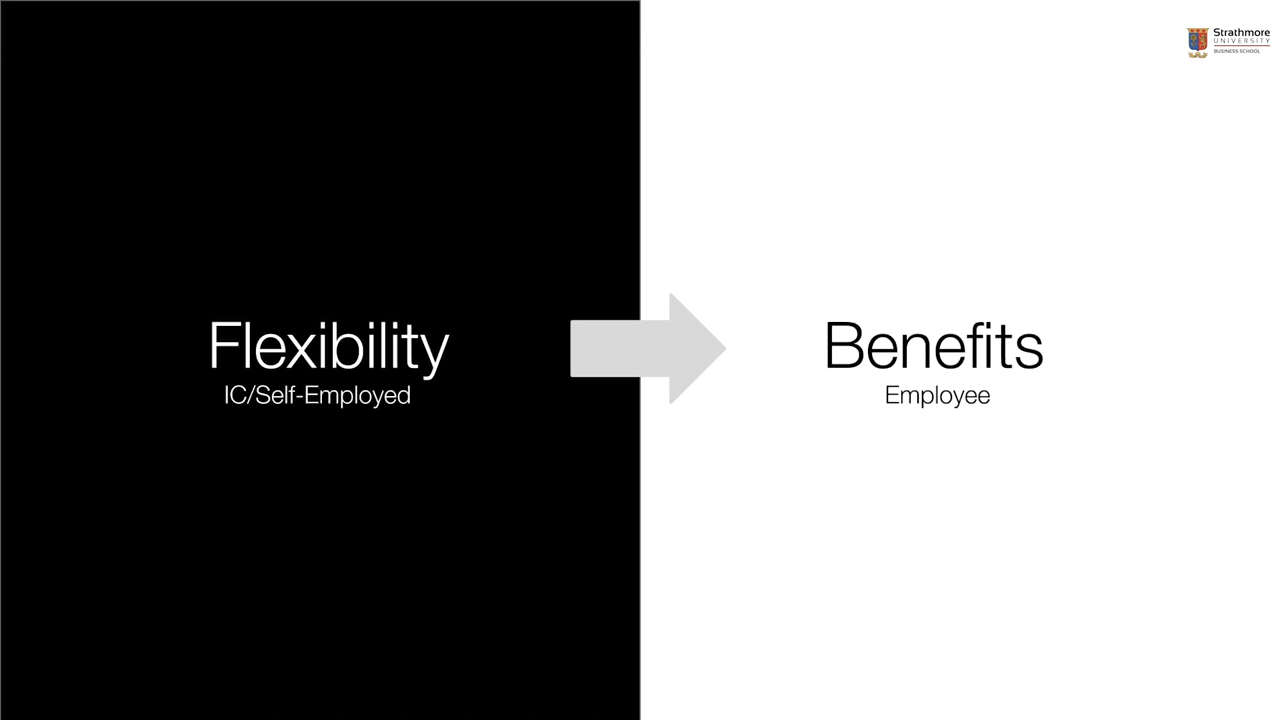 Strathmore
UNIVERSITY
BUSINESS SCHOOL
Flexibility
IC/Self-Employed
Benefits
Employee